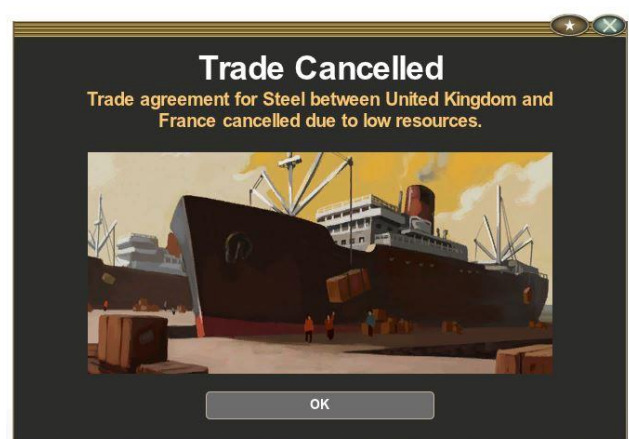 Trade Cancelled
Trade agreement for Steel between United Kingdom and
France cancelled due to low resources.
OK